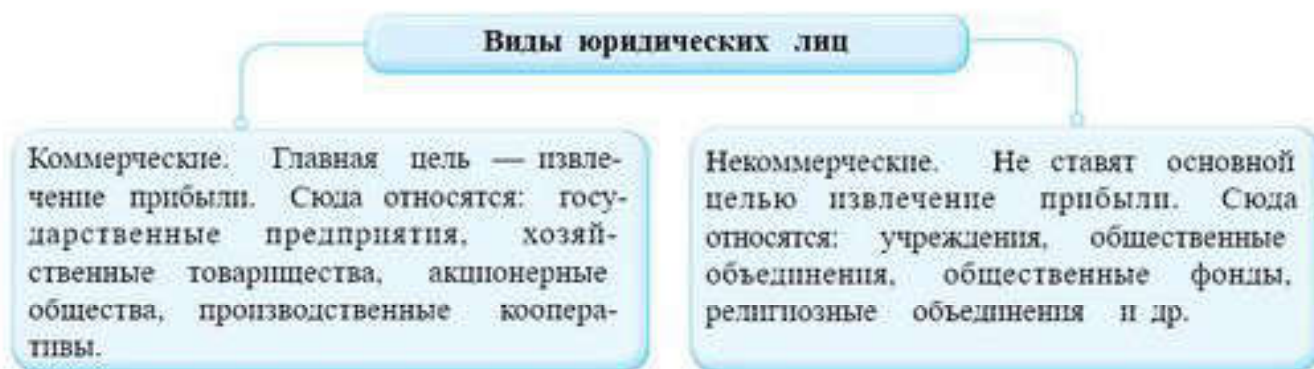 Виды юридических лиц
Коммерческие. Главная цель — извле-
чение прибыли. Сюда относятся: госу-
дарственные предприятия, хозяй-
ственные товарищества, акционерные
общества, производственные коопера-
тивы.
Некоммерческие. Не ставят основной
целью извлечение прибыли. Сюда
относятся: учреждения, общественные
объединения, общественные фонды,
религиозные объединения и др.